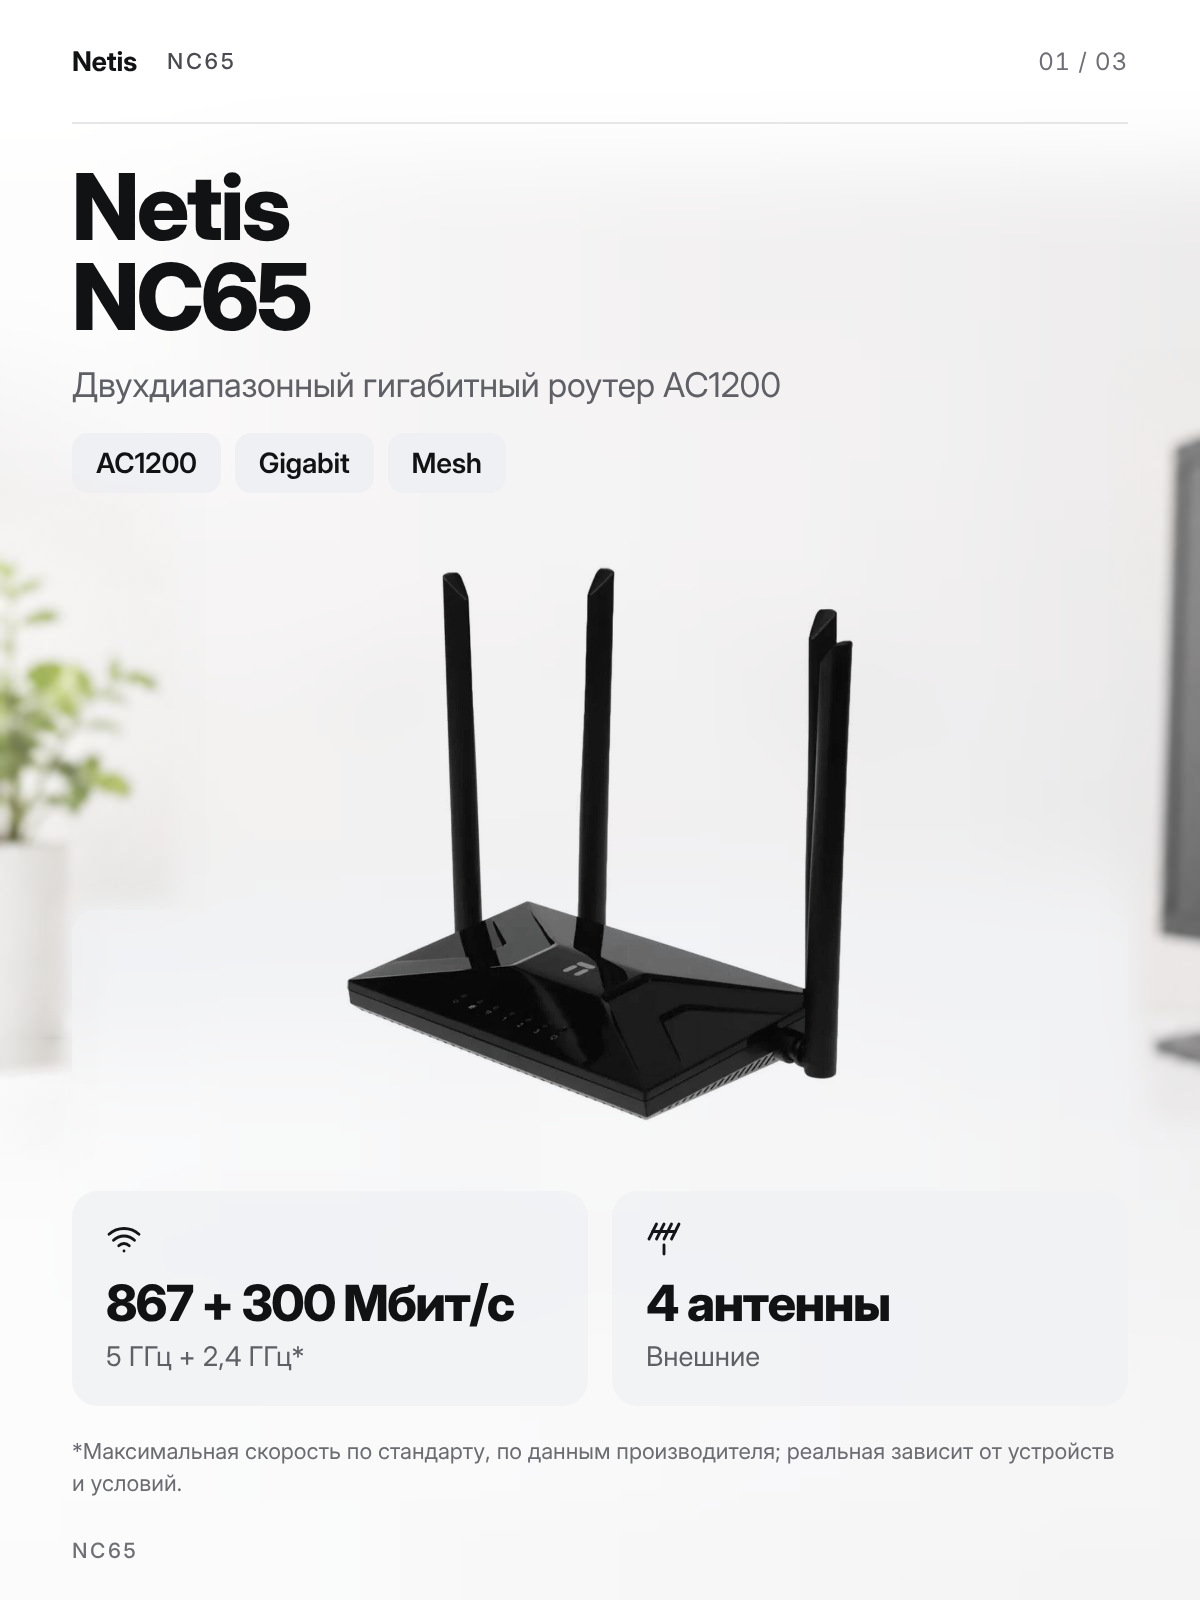 Netis NC65 01 / 03
Netis
NC65
Двухдиапазонный гигабитный роутер AC1200
AC1200 Gigabit Mesh
867 + 300 Мбит/с
5 ГГц + 2,4 ГГц*
4 антенны
Внешние
*Максимальная скорость по стандарту, по данным производителя; реальная зависит от устройств
и условий.
NC65